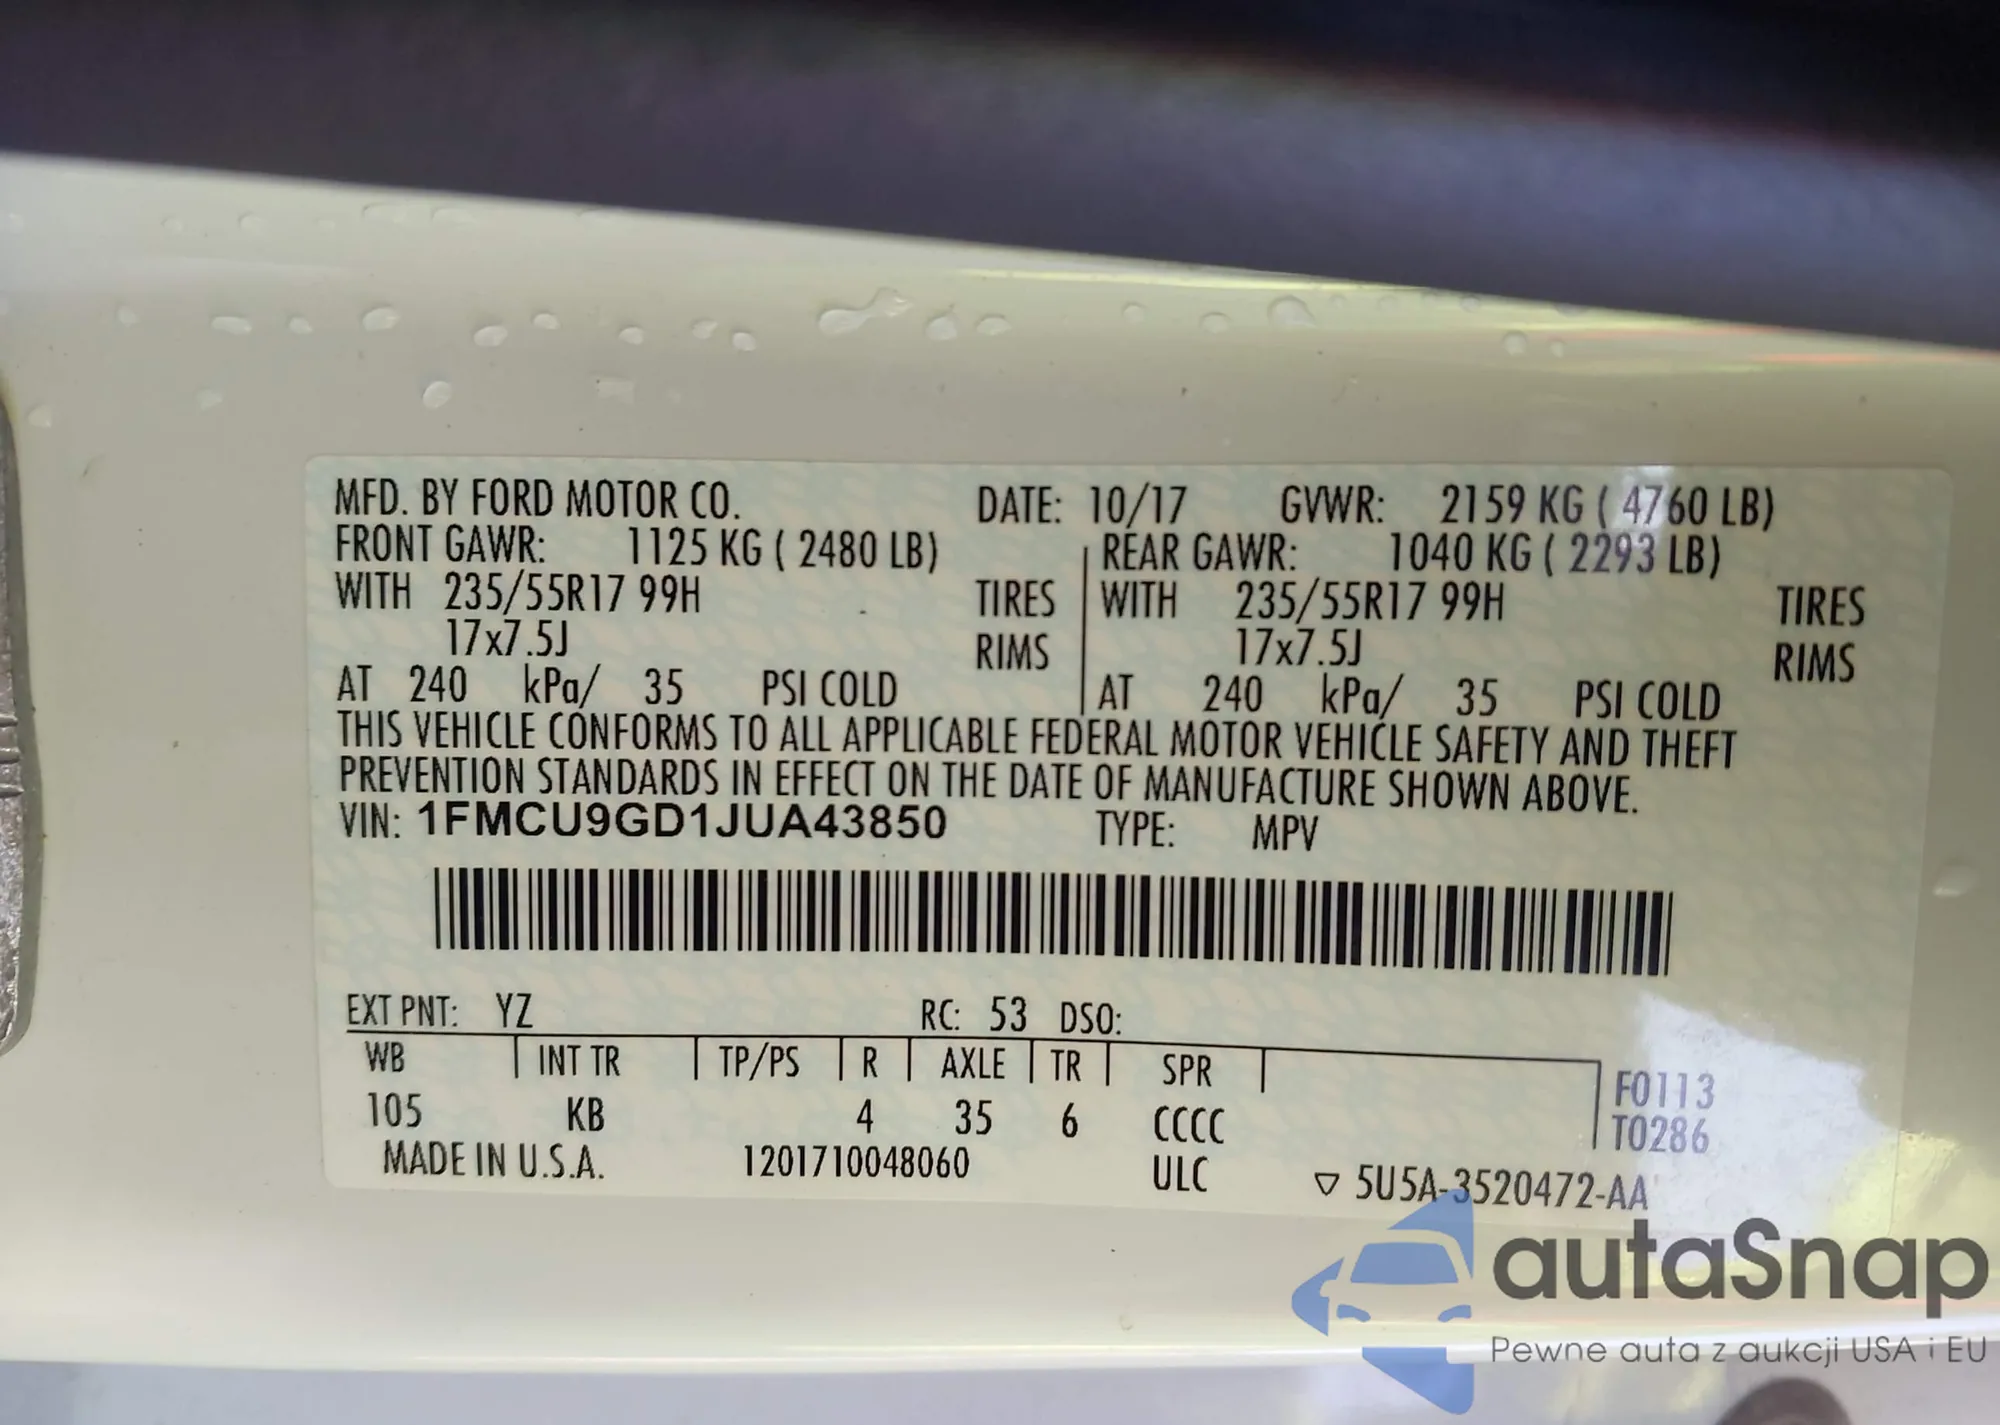 MFD. BY FORD MOTOR CO. DATE: 10/17 GVWR: 2159 KG ( 4760 LB)
FRONT GAWR: 1125 KG ( 2480 LB) REAR GAWR: 1040 KG ( 2293 LB)
WITH 235/55R17 99H TIRES WITH 235/55R17 99H TIRES
17x7.5J RIMS 17x7.5J RIMS
AT 240 kPa/ 35 PSI COLD AT 240 kPa/ 35 PSI COLD
THIS VEHICLE CONFORMS TO ALL APPLICABLE FEDERAL MOTOR VEHICLE SAFETY AND THEFT
PREVENTION STANDARDS IN EFFECT ON THE DATE OF MANUFACTURE SHOWN ABOVE.
VIN: 1FMCU9GD1JUA43850 TYPE: MPV
EXT PNT: YZ RC: 53 DSO:
WB INT TR TP/PS R AXLE TR SPR F0113
105 KB 4 35 6 CCCC T0286
MADE IN U.S.A. 1201710048060 ULC ▽ 5U5A-3520472-AA
autaSnap
Pewne auta z aukcji USA i EU